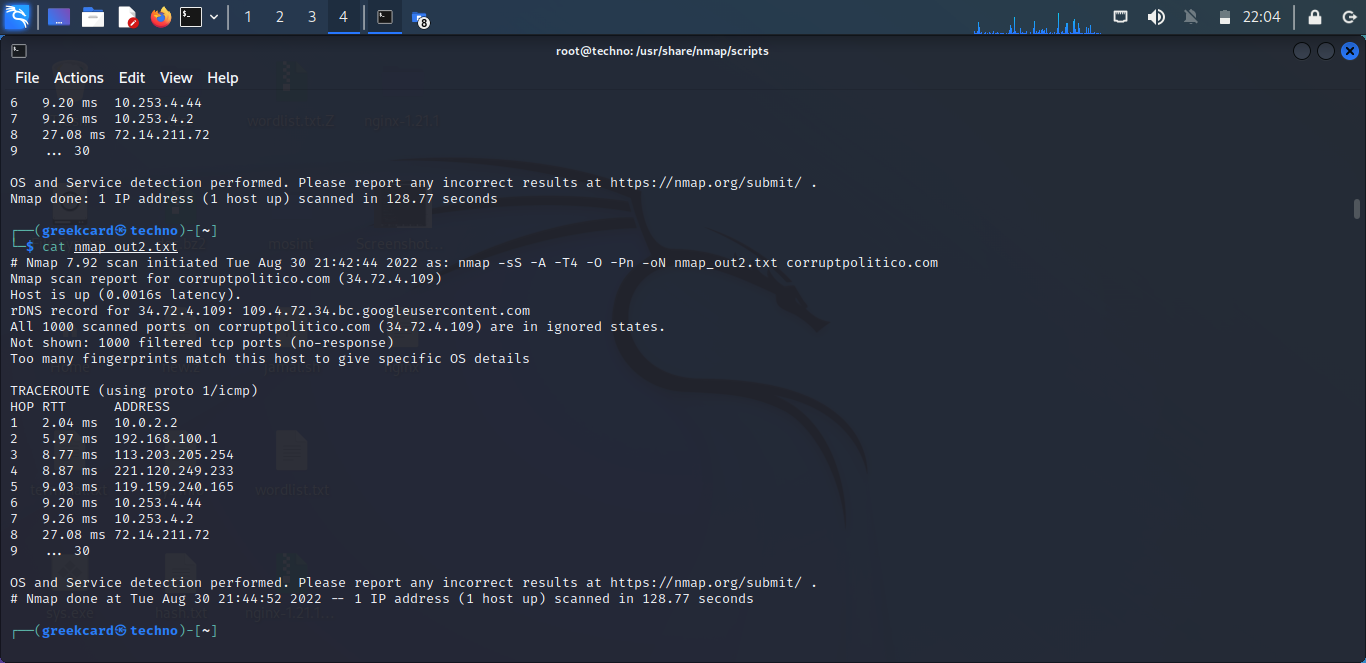 1 2 3 4 8 22:04
root@techno: /usr/share/nmap/scripts
File Actions Edit View Help
6 9.20 ms 10.253.4.44
7 9.26 ms 10.253.4.2
8 27.08 ms 72.14.211.72
9 ... 30
OS and Service detection performed. Please report any incorrect results at https://nmap.org/submit/ .
Nmap done: 1 IP address (1 host up) scanned in 128.77 seconds
┌──(greekcard㉿techno)-[~]
└─$ cat nmap_out2.txt
# Nmap 7.92 scan initiated Tue Aug 30 21:42:44 2022 as: nmap -sS -A -T4 -O -Pn -oN nmap_out2.txt corruptpolitico.com
Nmap scan report for corruptpolitico.com (34.72.4.109)
Host is up (0.0016s latency).
rDNS record for 34.72.4.109: 109.4.72.34.bc.googleusercontent.com
All 1000 scanned ports on corruptpolitico.com (34.72.4.109) are in ignored states.
Not shown: 1000 filtered tcp ports (no-response)
Too many fingerprints match this host to give specific OS details
TRACEROUTE (using proto 1/icmp)
HOP RTT ADDRESS
1 2.04 ms 10.0.2.2
2 5.97 ms 192.168.100.1
3 8.77 ms 113.203.205.254
4 8.87 ms 221.120.249.233
5 9.03 ms 119.159.240.165
6 9.20 ms 10.253.4.44
7 9.26 ms 10.253.4.2
8 27.08 ms 72.14.211.72
9 ... 30
OS and Service detection performed. Please report any incorrect results at https://nmap.org/submit/ .
# Nmap done at Tue Aug 30 21:44:52 2022 -- 1 IP address (1 host up) scanned in 128.77 seconds
┌──(greekcard㉿techno)-[~]